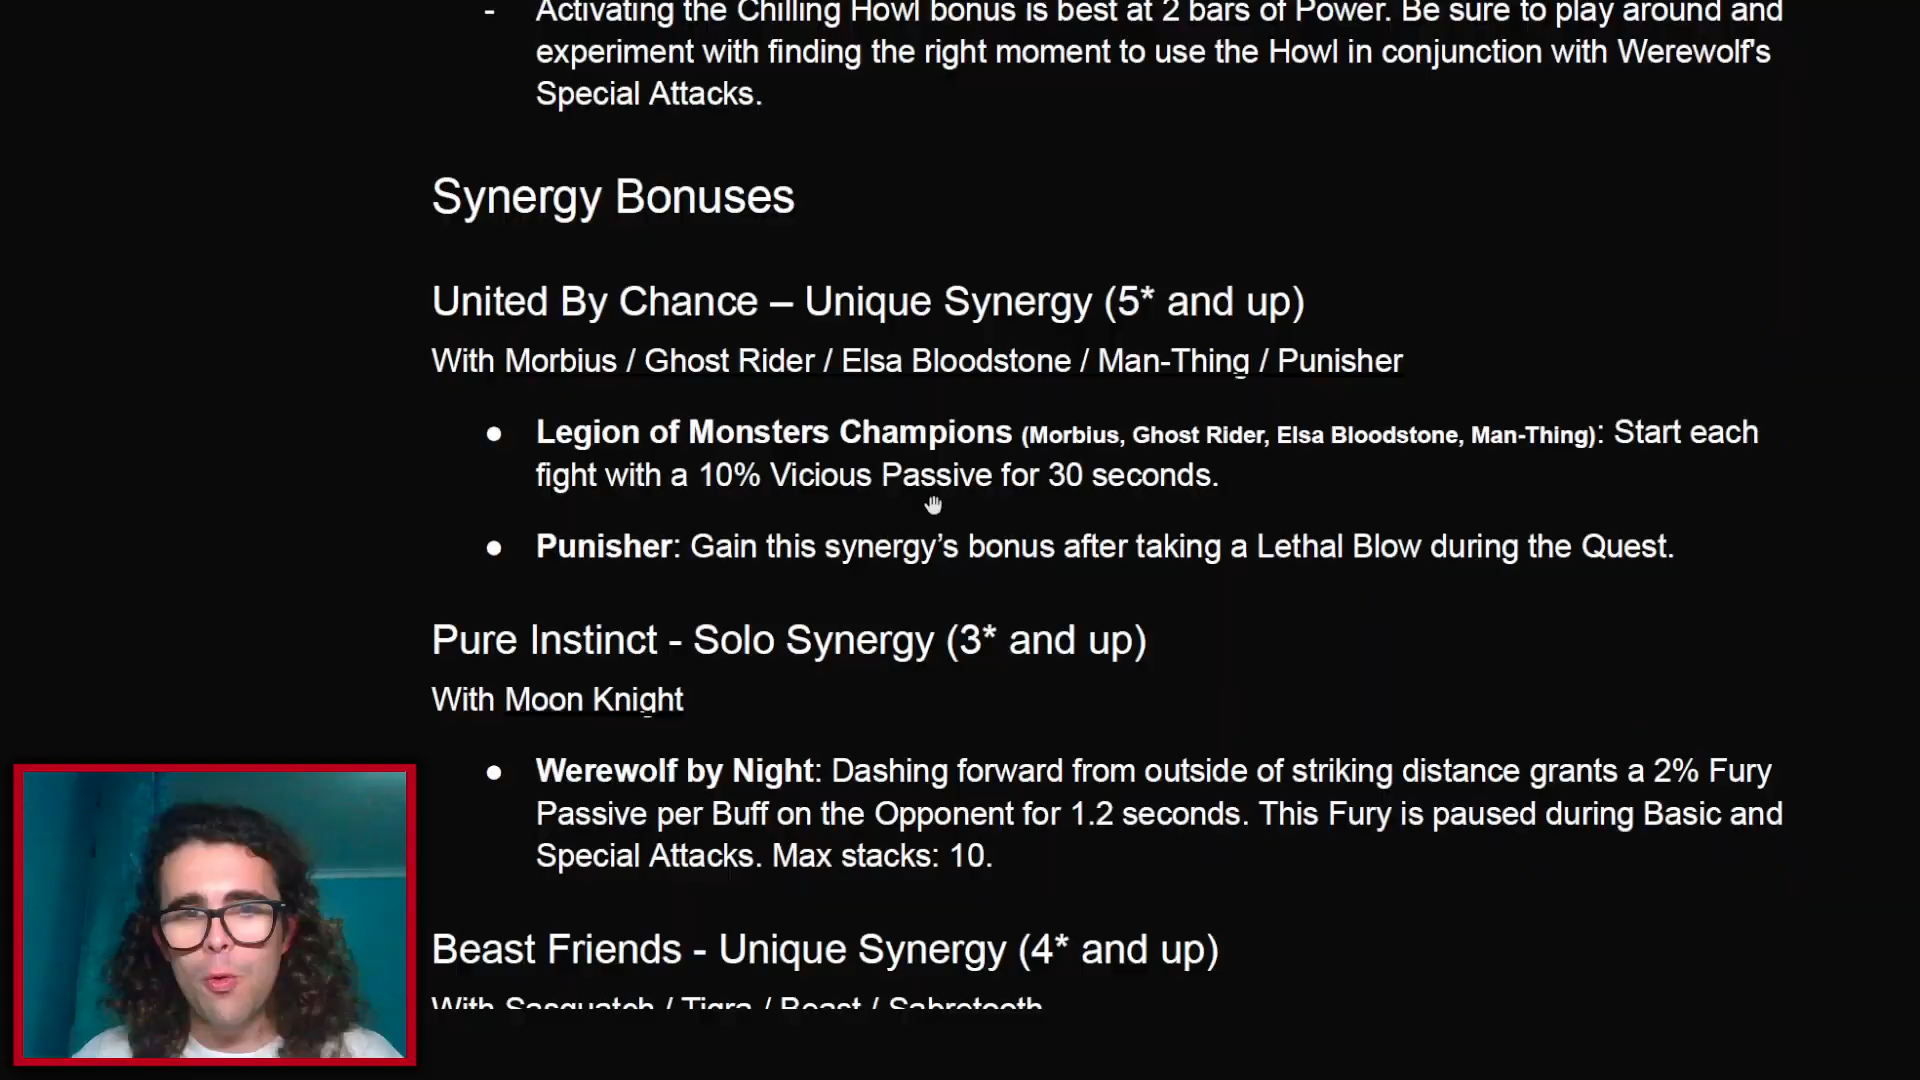 - Activating the Chilling Howl bonus is best at 2 bars of Power. Be sure to play around and
experiment with finding the right moment to use the Howl in conjunction with Werewolf's
Special Attacks.
Synergy Bonuses
United By Chance – Unique Synergy (5* and up)
With Morbius / Ghost Rider / Elsa Bloodstone / Man-Thing / Punisher
● Legion of Monsters Champions (Morbius, Ghost Rider, Elsa Bloodstone, Man-Thing): Start each
fight with a 10% Vicious Passive for 30 seconds.
● Punisher: Gain this synergy’s bonus after taking a Lethal Blow during the Quest.
Pure Instinct - Solo Synergy (3* and up)
With Moon Knight
● Werewolf by Night: Dashing forward from outside of striking distance grants a 2% Fury
Passive per Buff on the Opponent for 1.2 seconds. This Fury is paused during Basic and
Special Attacks. Max stacks: 10.
Beast Friends - Unique Synergy (4* and up)
With Sasquatch / Tigra / Beast / Sabretooth